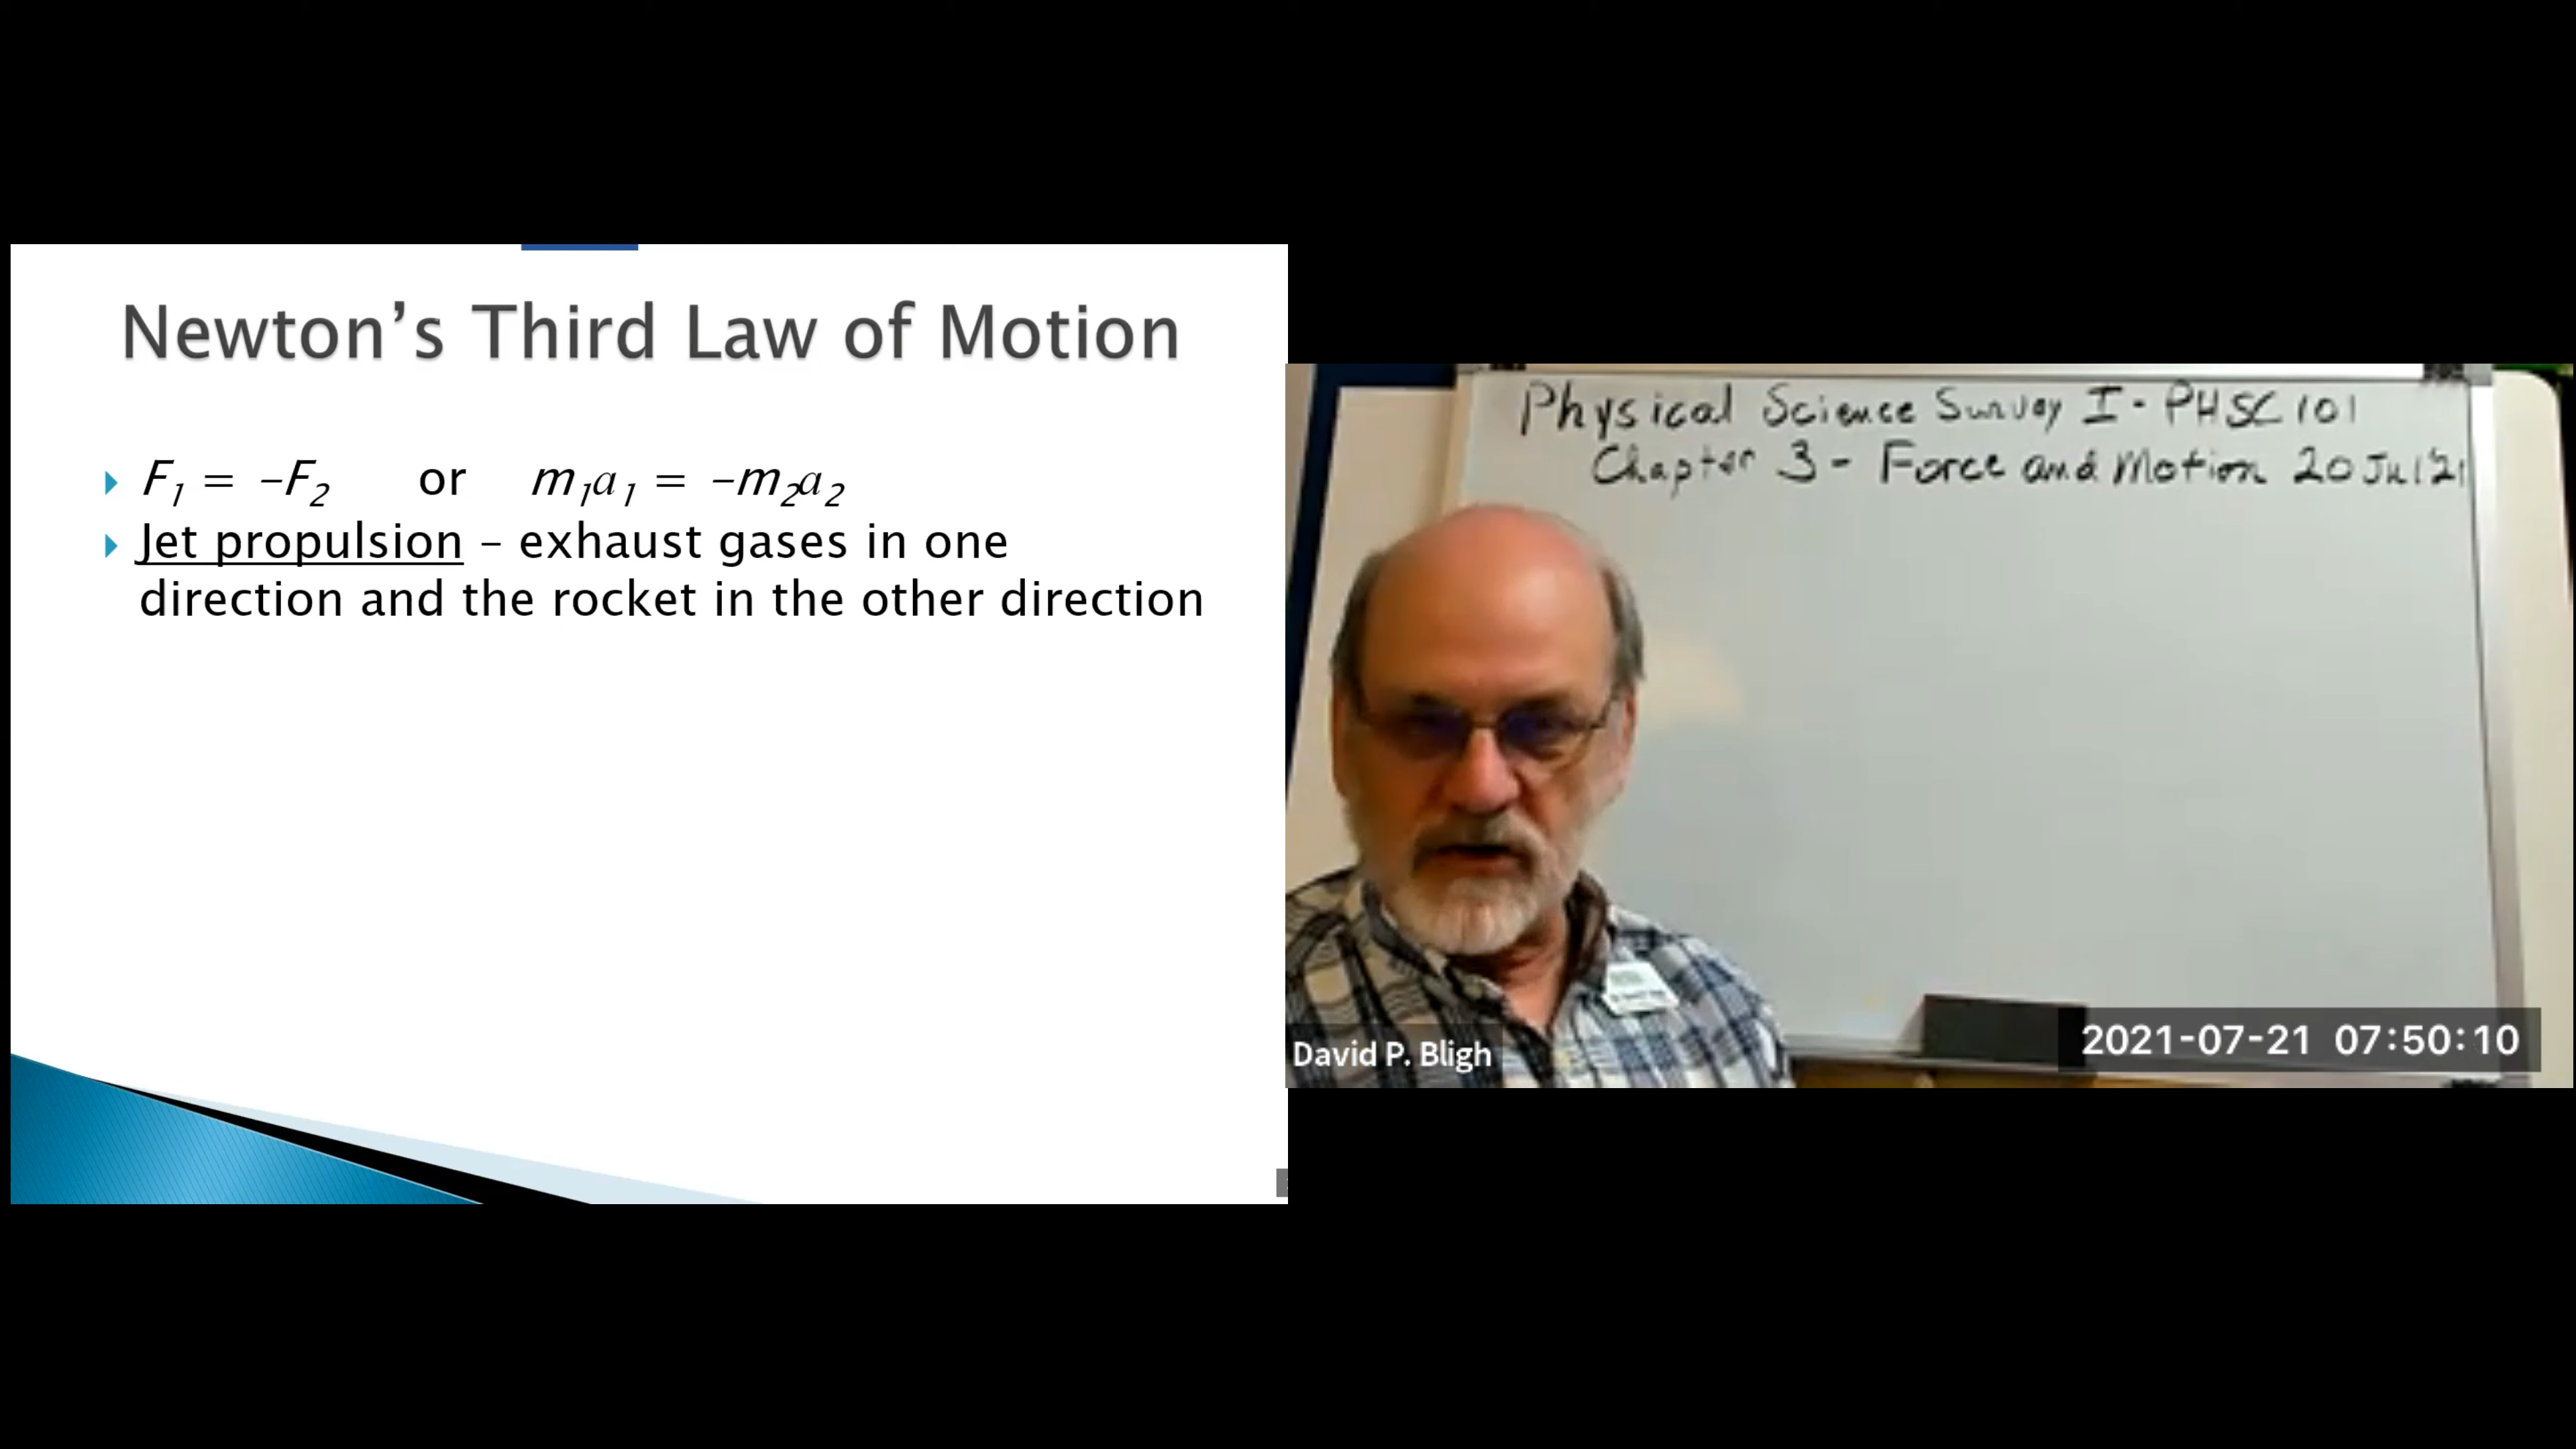 Newton’s Third Law of Motion
F₁ = –F₂ or m₁a₁ = –m₂a₂
Jet propulsion – exhaust gases in one
direction and the rocket in the other direction
Physical Science Survey I - PHSC 101
Chapter 3 - Force and Motion 20 Jul '21
David P. Bligh
2021-07-21 07:50:10